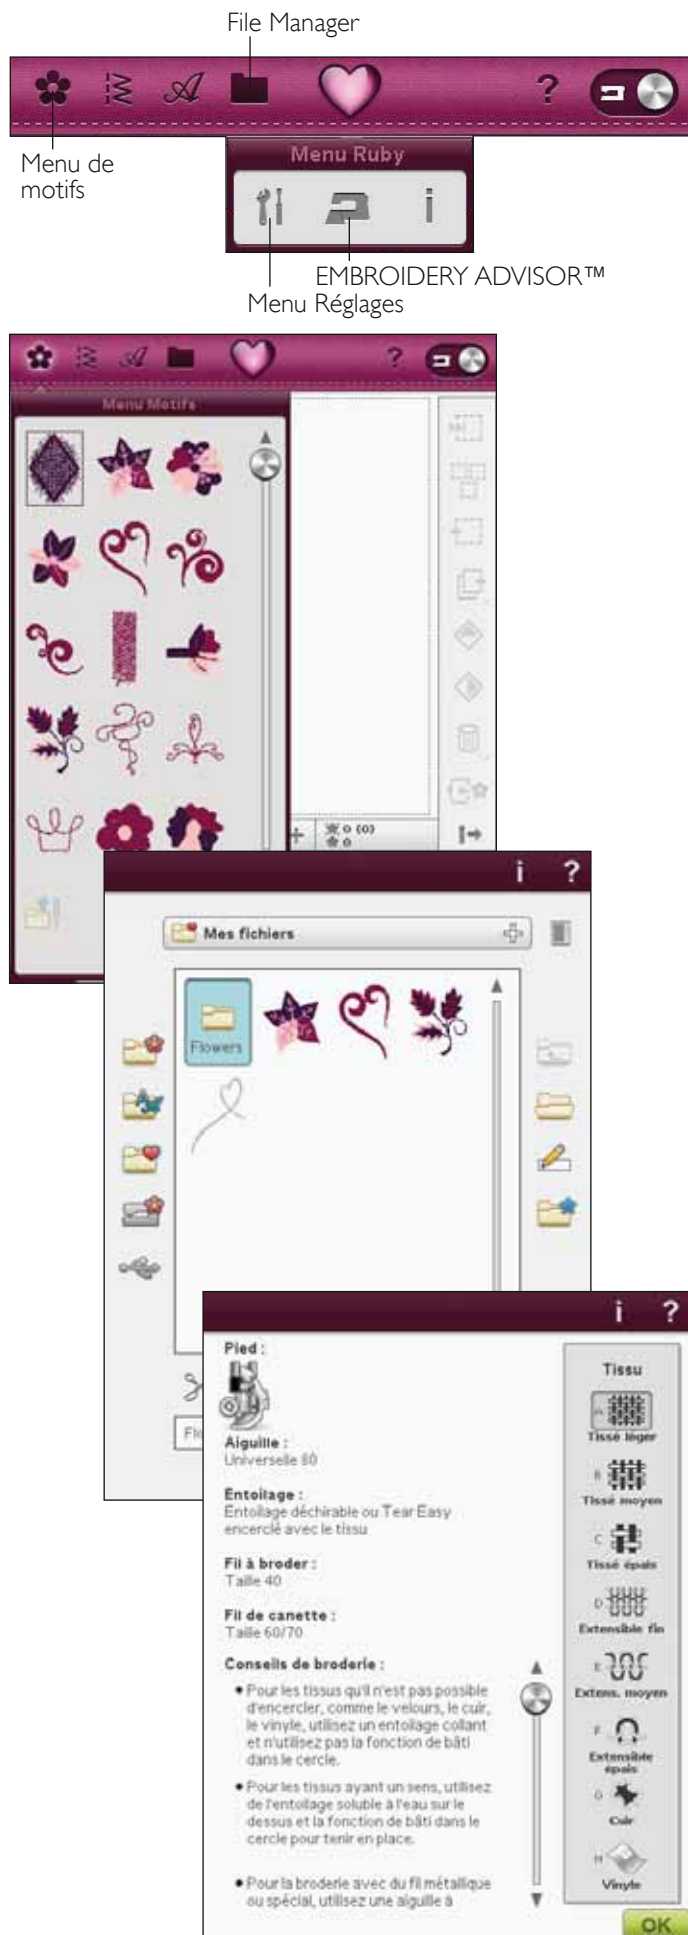 File Manager
?
Menu de
motifs
Menu Ruby
i
EMBROIDERY ADVISOR™
Menu Réglages
?
Menu Motifs
0 (0)
0
i ?
Mes fichiers
Flowers
i ?
Pied :
Aiguille :
Universelle 80
Entoilage :
Entoilage déchirable ou Tear Easy
encerclé avec le tissu
Fil à broder :
Taille 40
Fil de canette :
Taille 60/70
Conseils de broderie :
• Pour les tissus qu'il n'est pas possible
d'encercler, comme le velours, le cuir,
le vinyle, utilisez un entoilage collant
et n'utilisez pas la fonction de bâti
dans le cercle.
• Pour les tissus ayant un sens, utilisez
de l'entoilage soluble à l'eau sur le
dessus et la fonction de bâti dans le
cercle pour tenir en place.
• Pour la broderie avec du fil métallique
ou spécial, utilisez une aiguille à
Tissu
A
Tissé léger
B
Tissé moyen
C
Tissé épais
D
Extensible fin
E
Extens. moyen
F
Extensible
épais
G
Cuir
H
Vinyle
OK